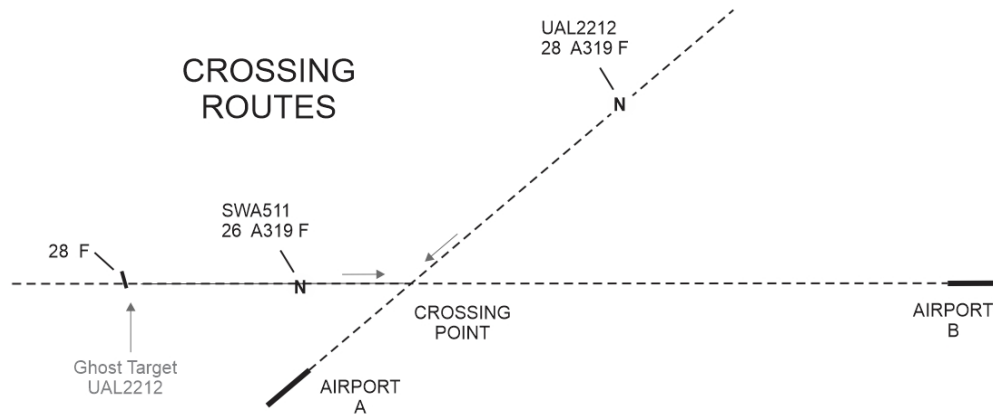 UAL2212
28 A319 F
CROSSING
ROUTES
N
SWA511
26 A319 F
28 F
N
CROSSING
POINT
AIRPORT
B
Ghost Target
UAL2212
AIRPORT
A